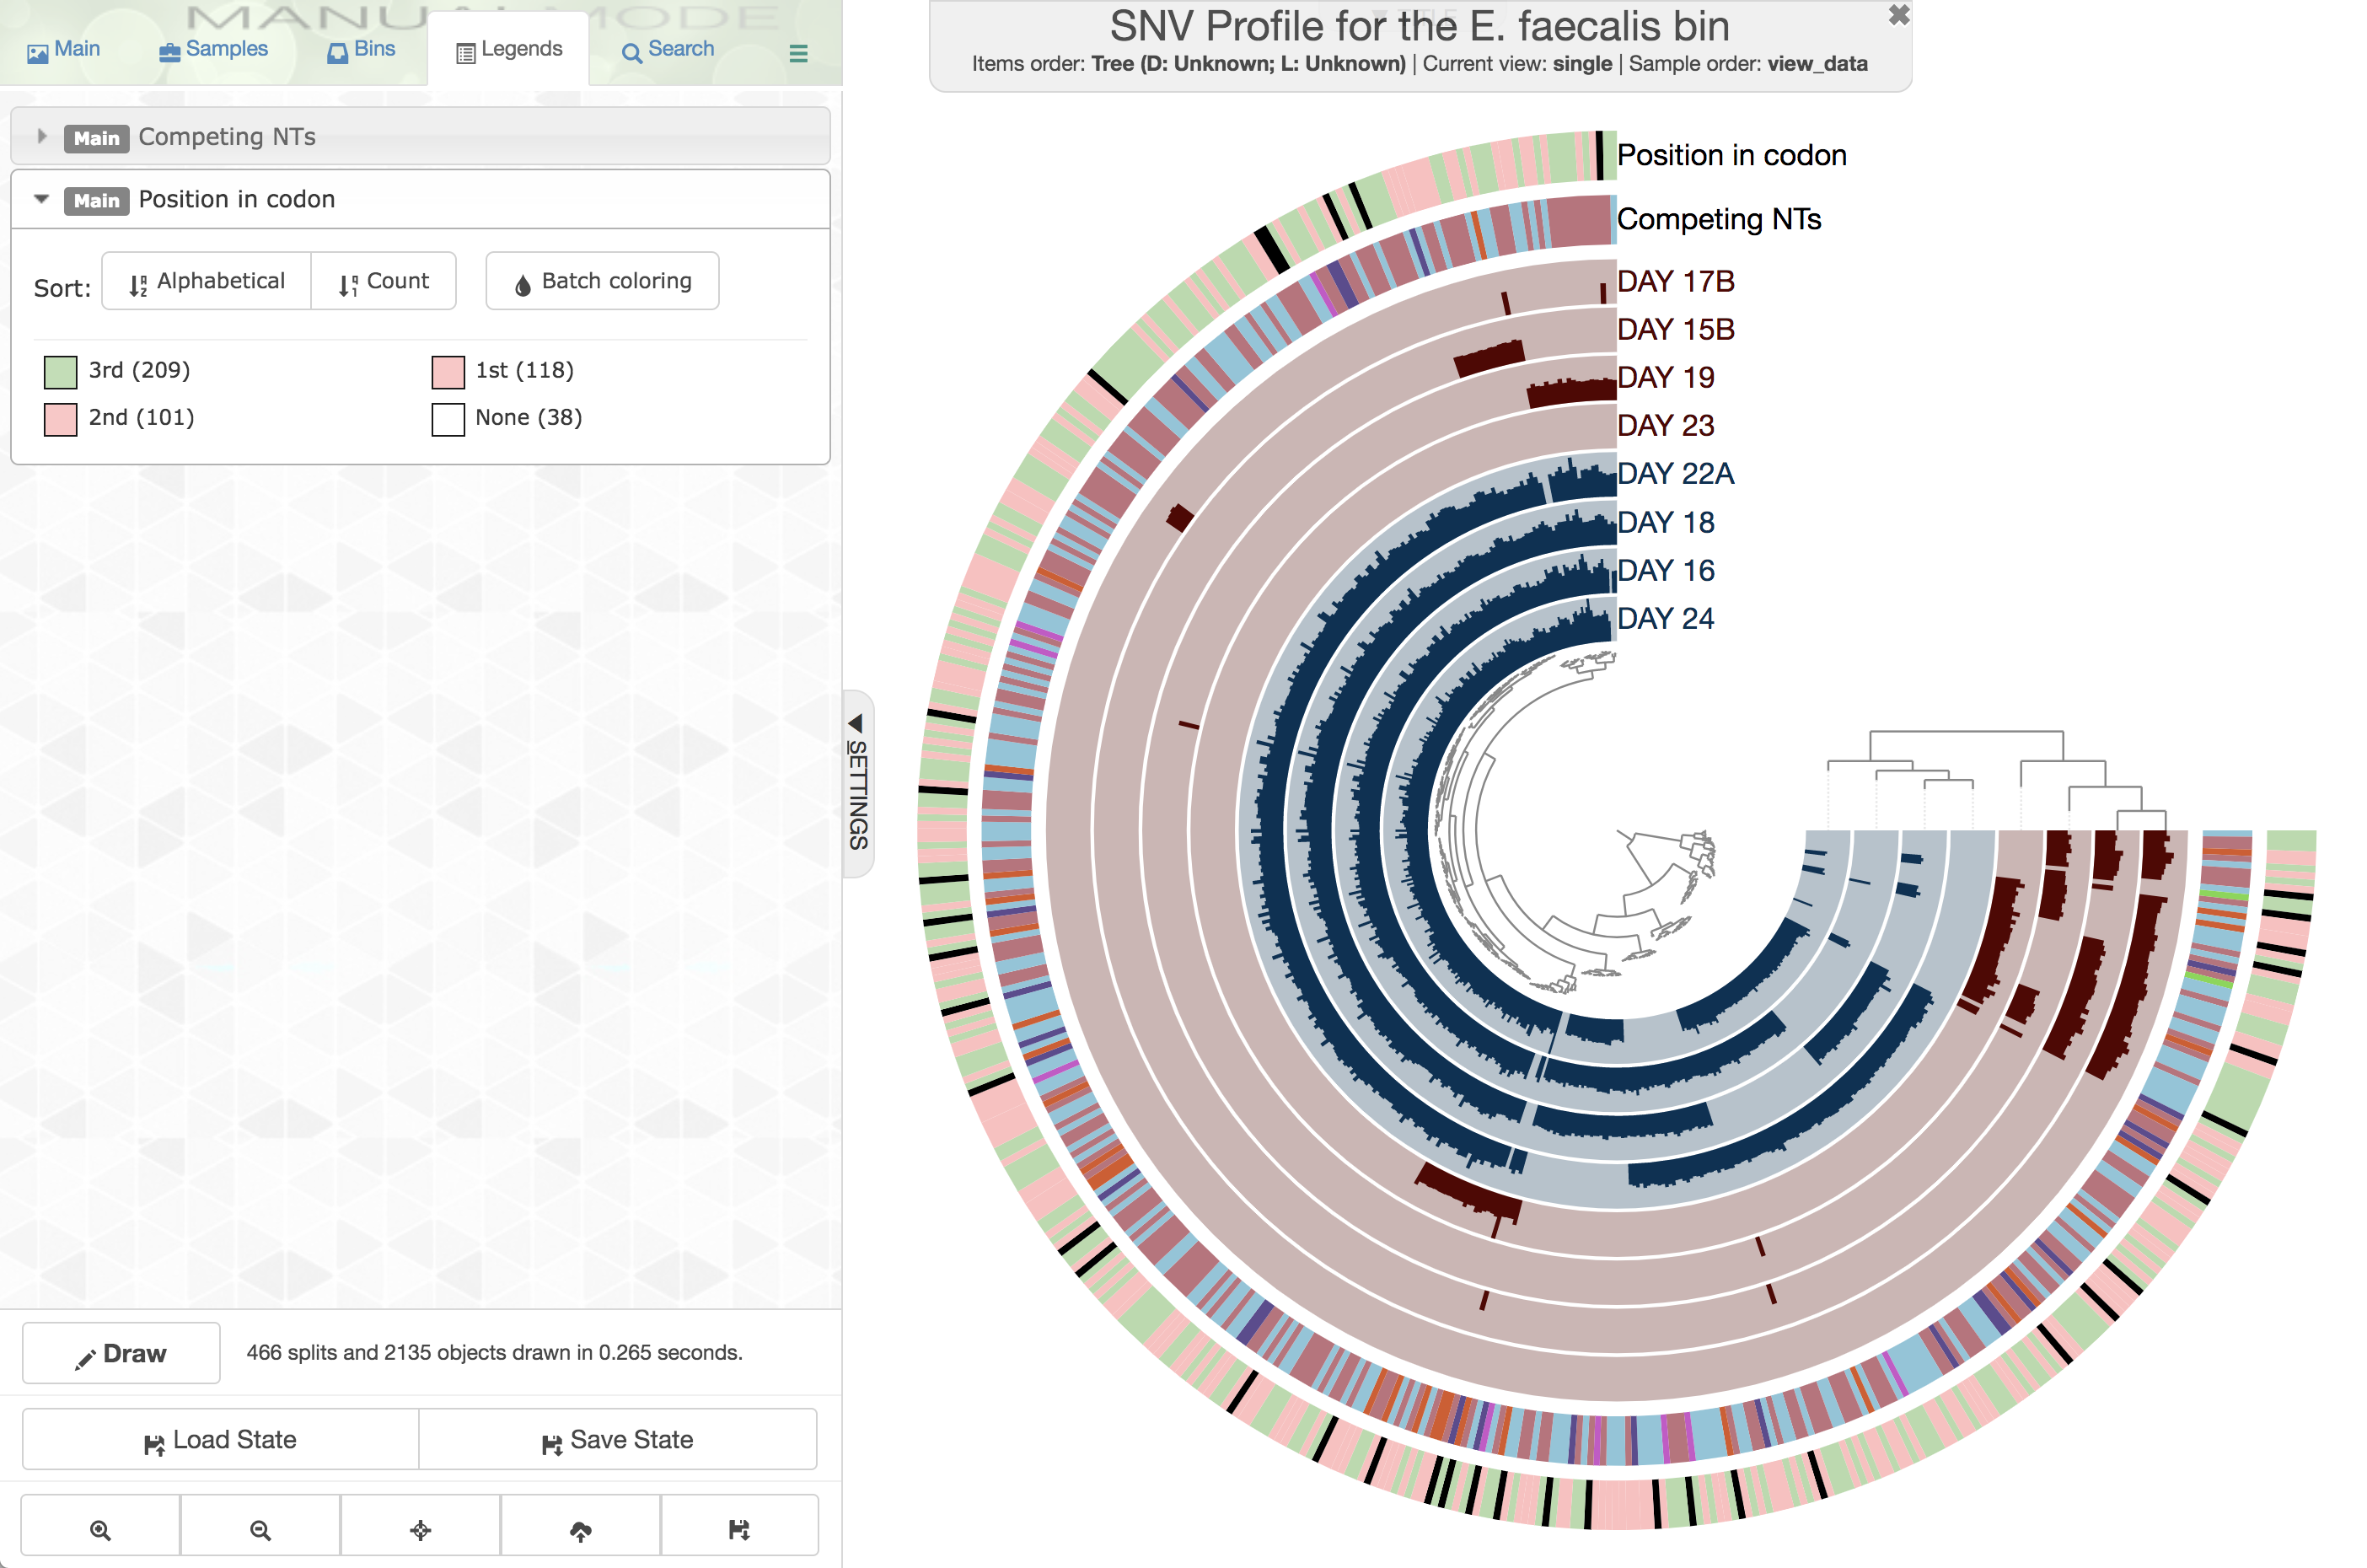 MANUAL MODE
Main Samples Bins Legends Search
Main Competing NTs
Main Position in codon
Sort: Alphabetical Count Batch coloring
3rd (209) 1st (118)
2nd (101) None (38)
Draw 466 splits and 2135 objects drawn in 0.265 seconds.
Load State Save State
SETTINGS
SNV Profile for the E. faecalis bin
Items order: Tree (D: Unknown; L: Unknown) | Current view: single | Sample order: view_data
Position in codon
Competing NTs
DAY 17B
DAY 15B
DAY 19
DAY 23
DAY 22A
DAY 18
DAY 16
DAY 24